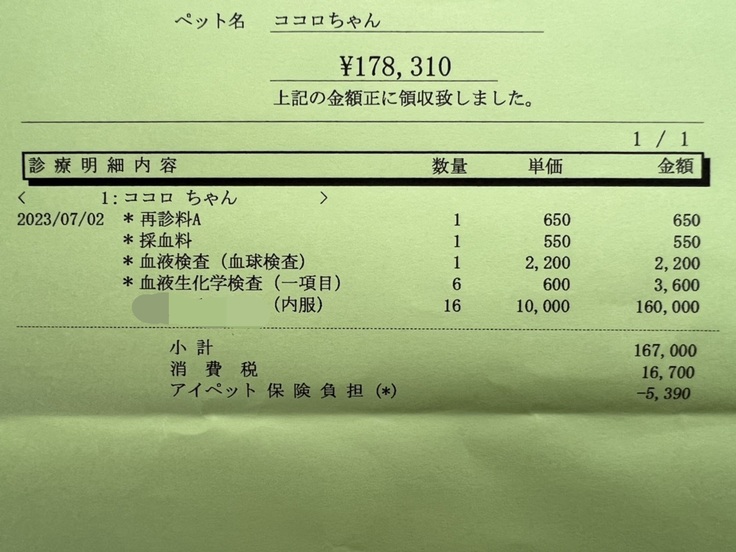 ペット名 ココロちゃん
¥178,310
上記の金額正に領収致しました。
1 / 1
診療明細内容 数量 単価 金額
< 1:ココロ ちゃん >
2023/07/02 *再診料A 1 650 650
*採血料 1 550 550
*血液検査（血球検査） 1 2,200 2,200
*血液生化学検査（一項目） 6 600 3,600
（内服） 16 10,000 160,000
小計 167,000
消費税 16,700
アイペット保険負担(*) -5,390